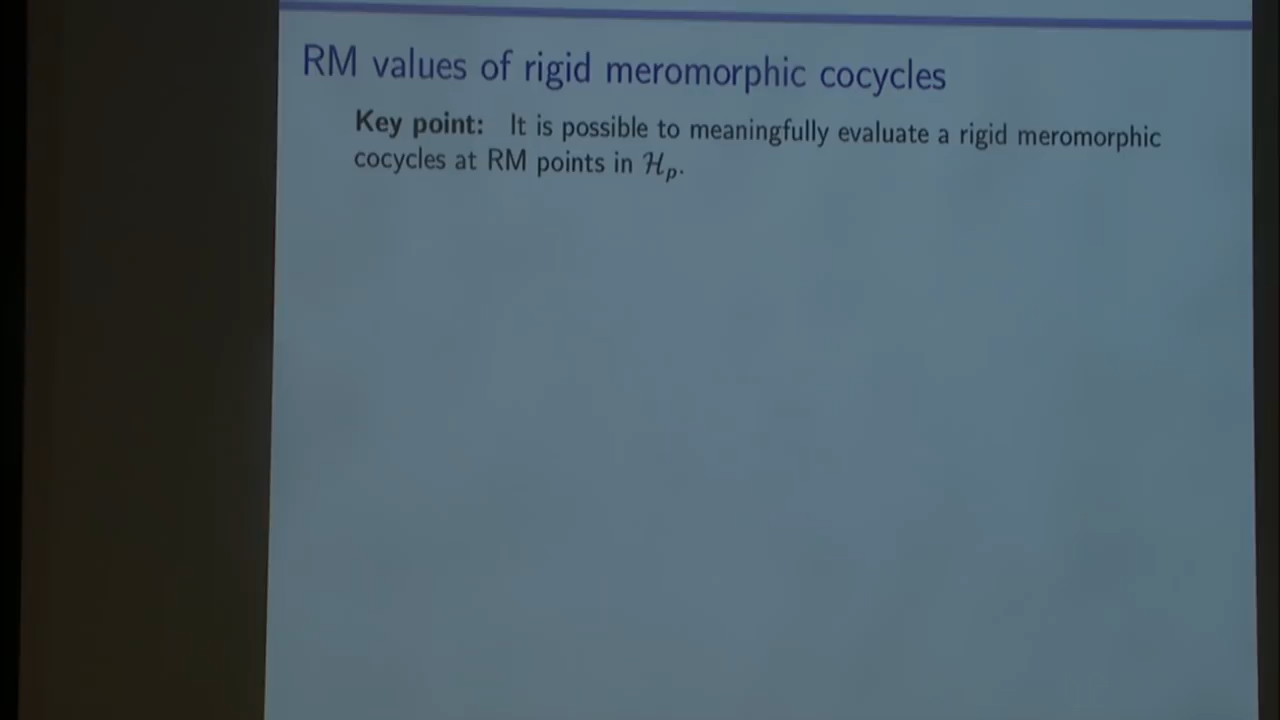 RM values of rigid meromorphic cocycles
Key point: It is possible to meaningfully evaluate a rigid meromorphic
cocycles at RM points in ℋₚ.